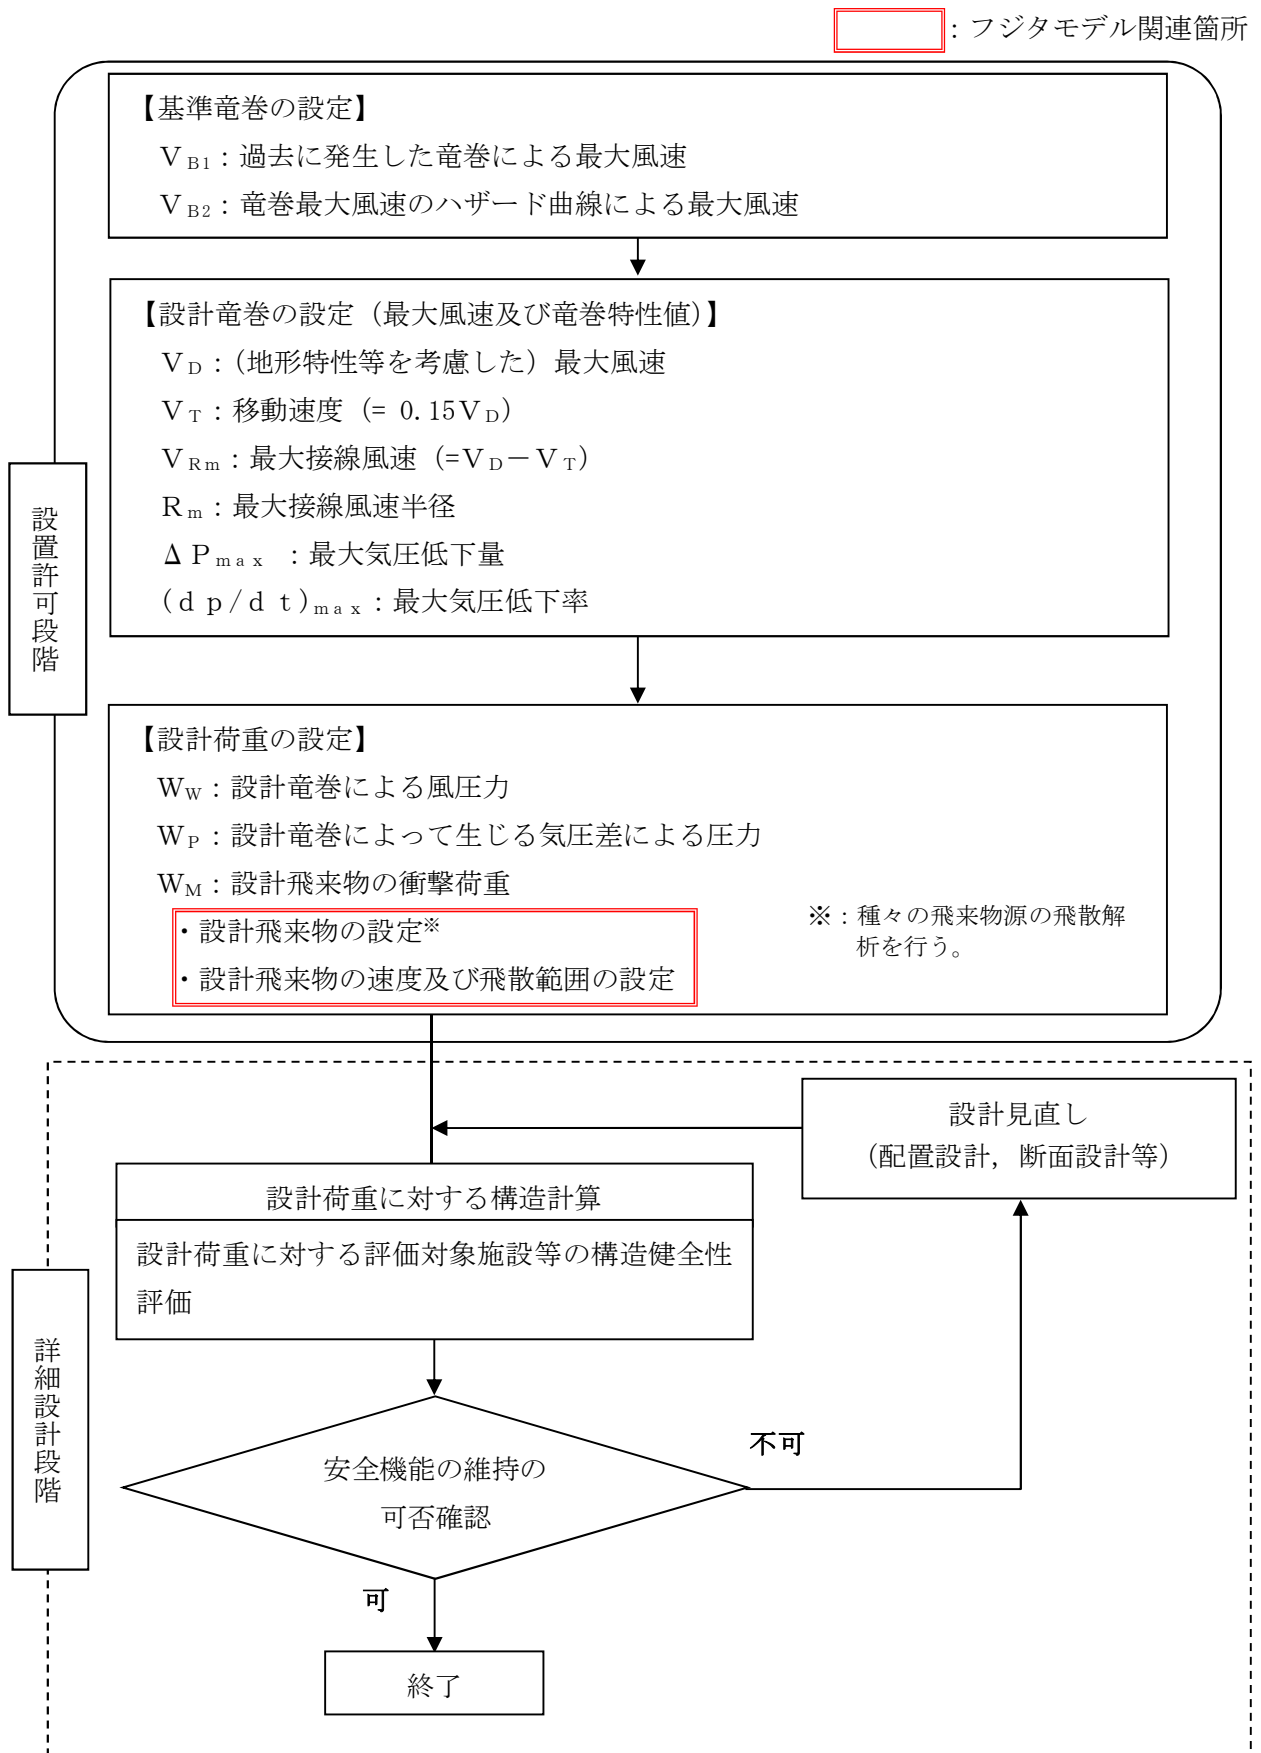 ：フジタモデル関連箇所
【基準竜巻の設定】
ＶB1：過去に発生した竜巻による最大風速
ＶB2：竜巻最大風速のハザード曲線による最大風速
【設計竜巻の設定（最大風速及び竜巻特性値）】
ＶD：（地形特性等を考慮した）最大風速
ＶT：移動速度（= 0.15ＶD）
ＶRm：最大接線風速（=ＶD－ＶT）
Ｒm：最大接線風速半径
ΔＰmax ：最大気圧低下量
(ｄｐ/ｄｔ)max：最大気圧低下率
設置許可段階
【設計荷重の設定】
WW：設計竜巻による風圧力
WP：設計竜巻によって生じる気圧差による圧力
WM：設計飛来物の衝撃荷重
・設計飛来物の設定※
・設計飛来物の速度及び飛散範囲の設定
※：種々の飛来物源の飛散解
析を行う。
設計見直し
（配置設計，断面設計等）
設計荷重に対する構造計算
設計荷重に対する評価対象施設等の構造健全性
評価
詳細設計段階
安全機能の維持の
可否確認
不可
可
終了